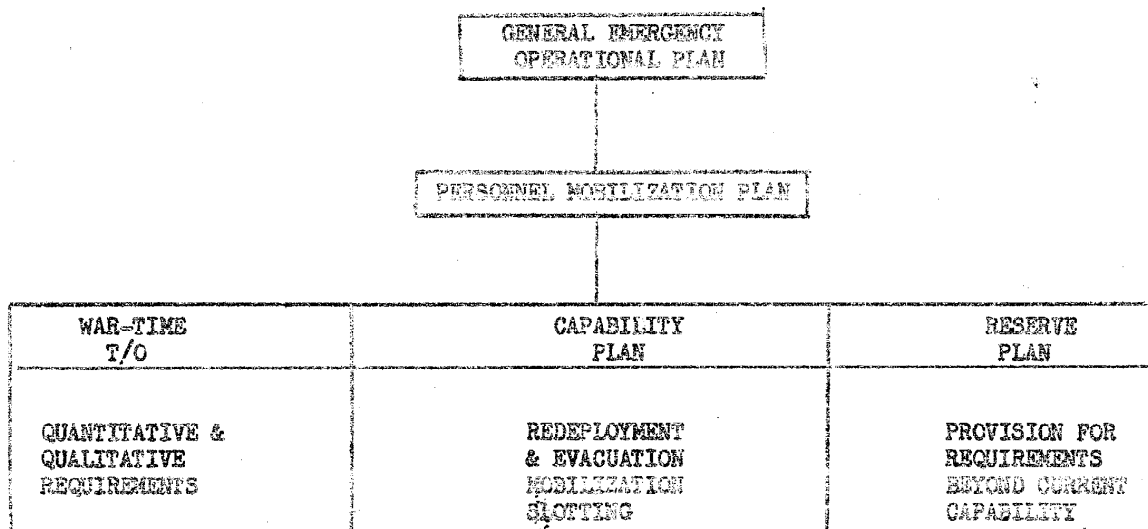 GENERAL EMERGENCY
OPERATIONAL PLAN
PERSONNEL MOBILIZATION PLAN
WAR-TIME
T/O
CAPABILITY
PLAN
RESERVE
PLAN
QUANTITATIVE &
QUALITATIVE
REQUIREMENTS
REDEPLOYMENT
& EVACUATION
MOBILIZATION
SLOTTING
PROVISION FOR
REQUIREMENTS
BEYOND CURRENT
CAPABILITY